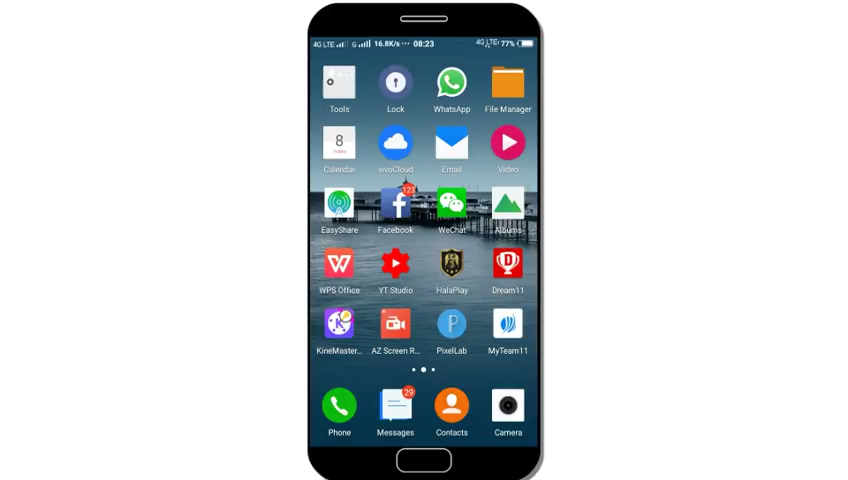 4G LTE G 16.8K/s ··· 08:23 4G LTE 77%
Tools Lock WhatsApp File Manager
8
Calendar vivoCloud Email Video
123
EasyShare Facebook WeChat Albums
WPS Office YT Studio HalaPlay Dream11
KineMaster... AZ Screen R... PixelLab MyTeam11
29
Phone Messages Contacts Camera